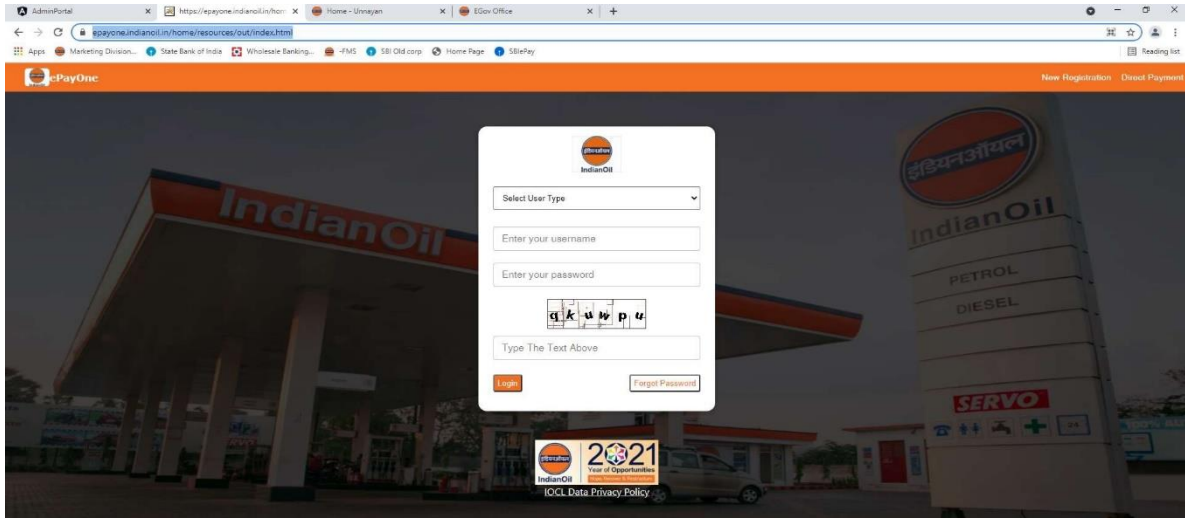 AdminPortal
https://epayone.indianoil.in/hom
Home - Unnayan
EGov Office
epayone.indianoil.in/home/resources/out/index.html
Apps
Marketing Division...
State Bank of India
Wholesale Banking...
-FMS
SBI Old corp
Home Page
SBIePay
Reading list
ePayOne
New Registration
Direct Payment
इंडियनऑयल
IndianOil
Select User Type
Enter your username
Enter your password
Type The Text Above
Login
Forgot Password
IndianOil
इंडियनऑयल
IndianOil
PETROL
DIESEL
SERVO
24
IndianOil
2021
Year of Opportunities
IOCL Data Privacy Policy